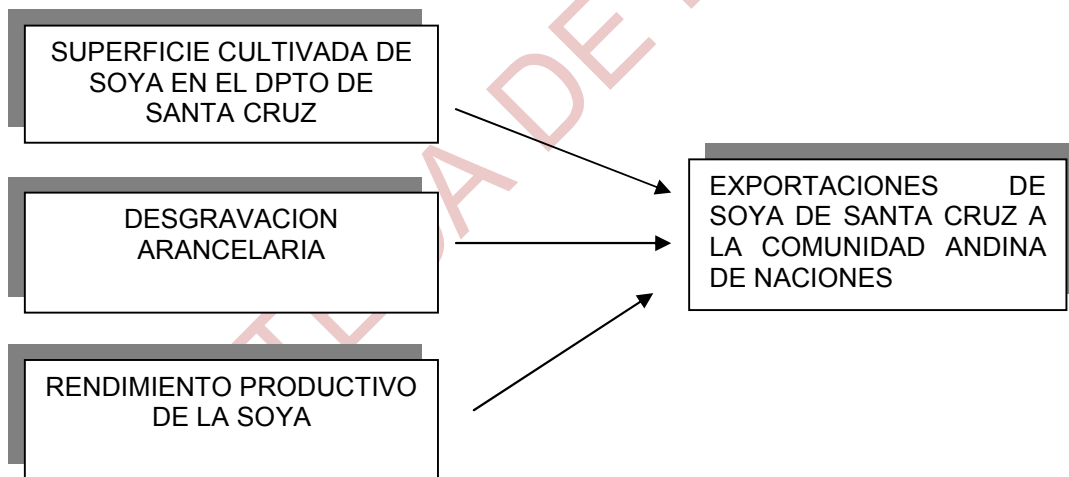 SUPERFICIE CULTIVADA DE
SOYA EN EL DPTO DE
SANTA CRUZ
DESGRAVACION
ARANCELARIA
RENDIMIENTO PRODUCTIVO
DE LA SOYA
EXPORTACIONES DE
SOYA DE SANTA CRUZ A
LA COMUNIDAD ANDINA
DE NACIONES